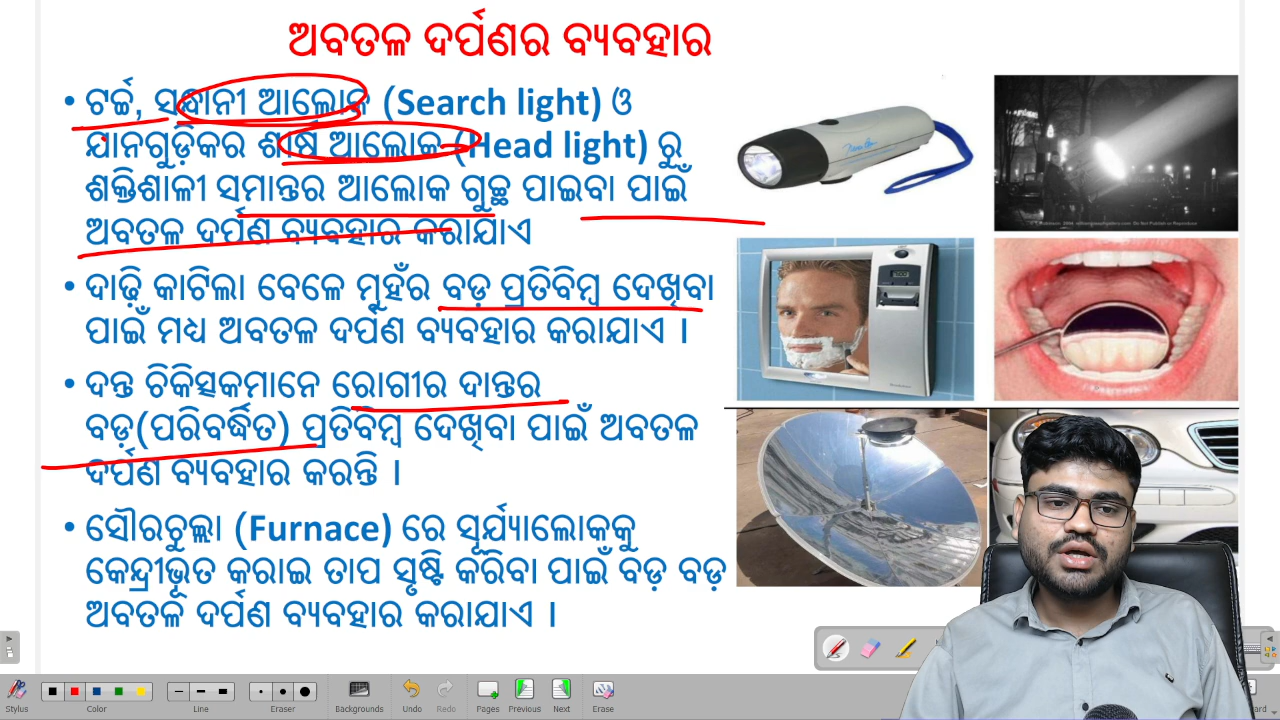 ଅବତଳ ଦର୍ପଣର ବ୍ୟବହାର
• ଟର୍ଚ୍ଚ, ସନ୍ଧାନୀ ଆଲୋକ (Search light) ଓ
ଯାନଗୁଡ଼ିକର ଶୀର୍ଷ ଆଲୋକ (Head light) ରୁ
ଶକ୍ତିଶାଳୀ ସମାନ୍ତର ଆଲୋକ ଗୁଚ୍ଛ ପାଇବା ପାଇଁ
ଅବତଳ ଦର୍ପଣ ବ୍ୟବହାର କରାଯାଏ
• ଦାଢ଼ି କାଟିଲା ବେଳେ ମୁହଁର ବଡ଼ ପ୍ରତିବିମ୍ବ ଦେଖିବା
ପାଇଁ ମଧ୍ୟ ଅବତଳ ଦର୍ପଣ ବ୍ୟବହାର କରାଯାଏ ।
• ଦନ୍ତ ଚିକିତ୍ସକମାନେ ରୋଗୀର ଦାନ୍ତର
ବଡ଼(ପରିବର୍ଦ୍ଧିତ) ପ୍ରତିବିମ୍ବ ଦେଖିବା ପାଇଁ ଅବତଳ
ଦର୍ପଣ ବ୍ୟବହାର କରନ୍ତି ।
• ସୌରଚୁଲ୍ଲା (Furnace) ରେ ସୂର୍ଯ୍ୟାଲୋକକୁ
କେନ୍ଦ୍ରୀଭୂତ କରାଇ ତାପ ସୃଷ୍ଟି କରିବା ପାଇଁ ବଡ଼ ବଡ଼
ଅବତଳ ଦର୍ପଣ ବ୍ୟବହାର କରାଯାଏ ।
Stylus Color Line Eraser Backgrounds Undo Redo Pages Previous Next Erase